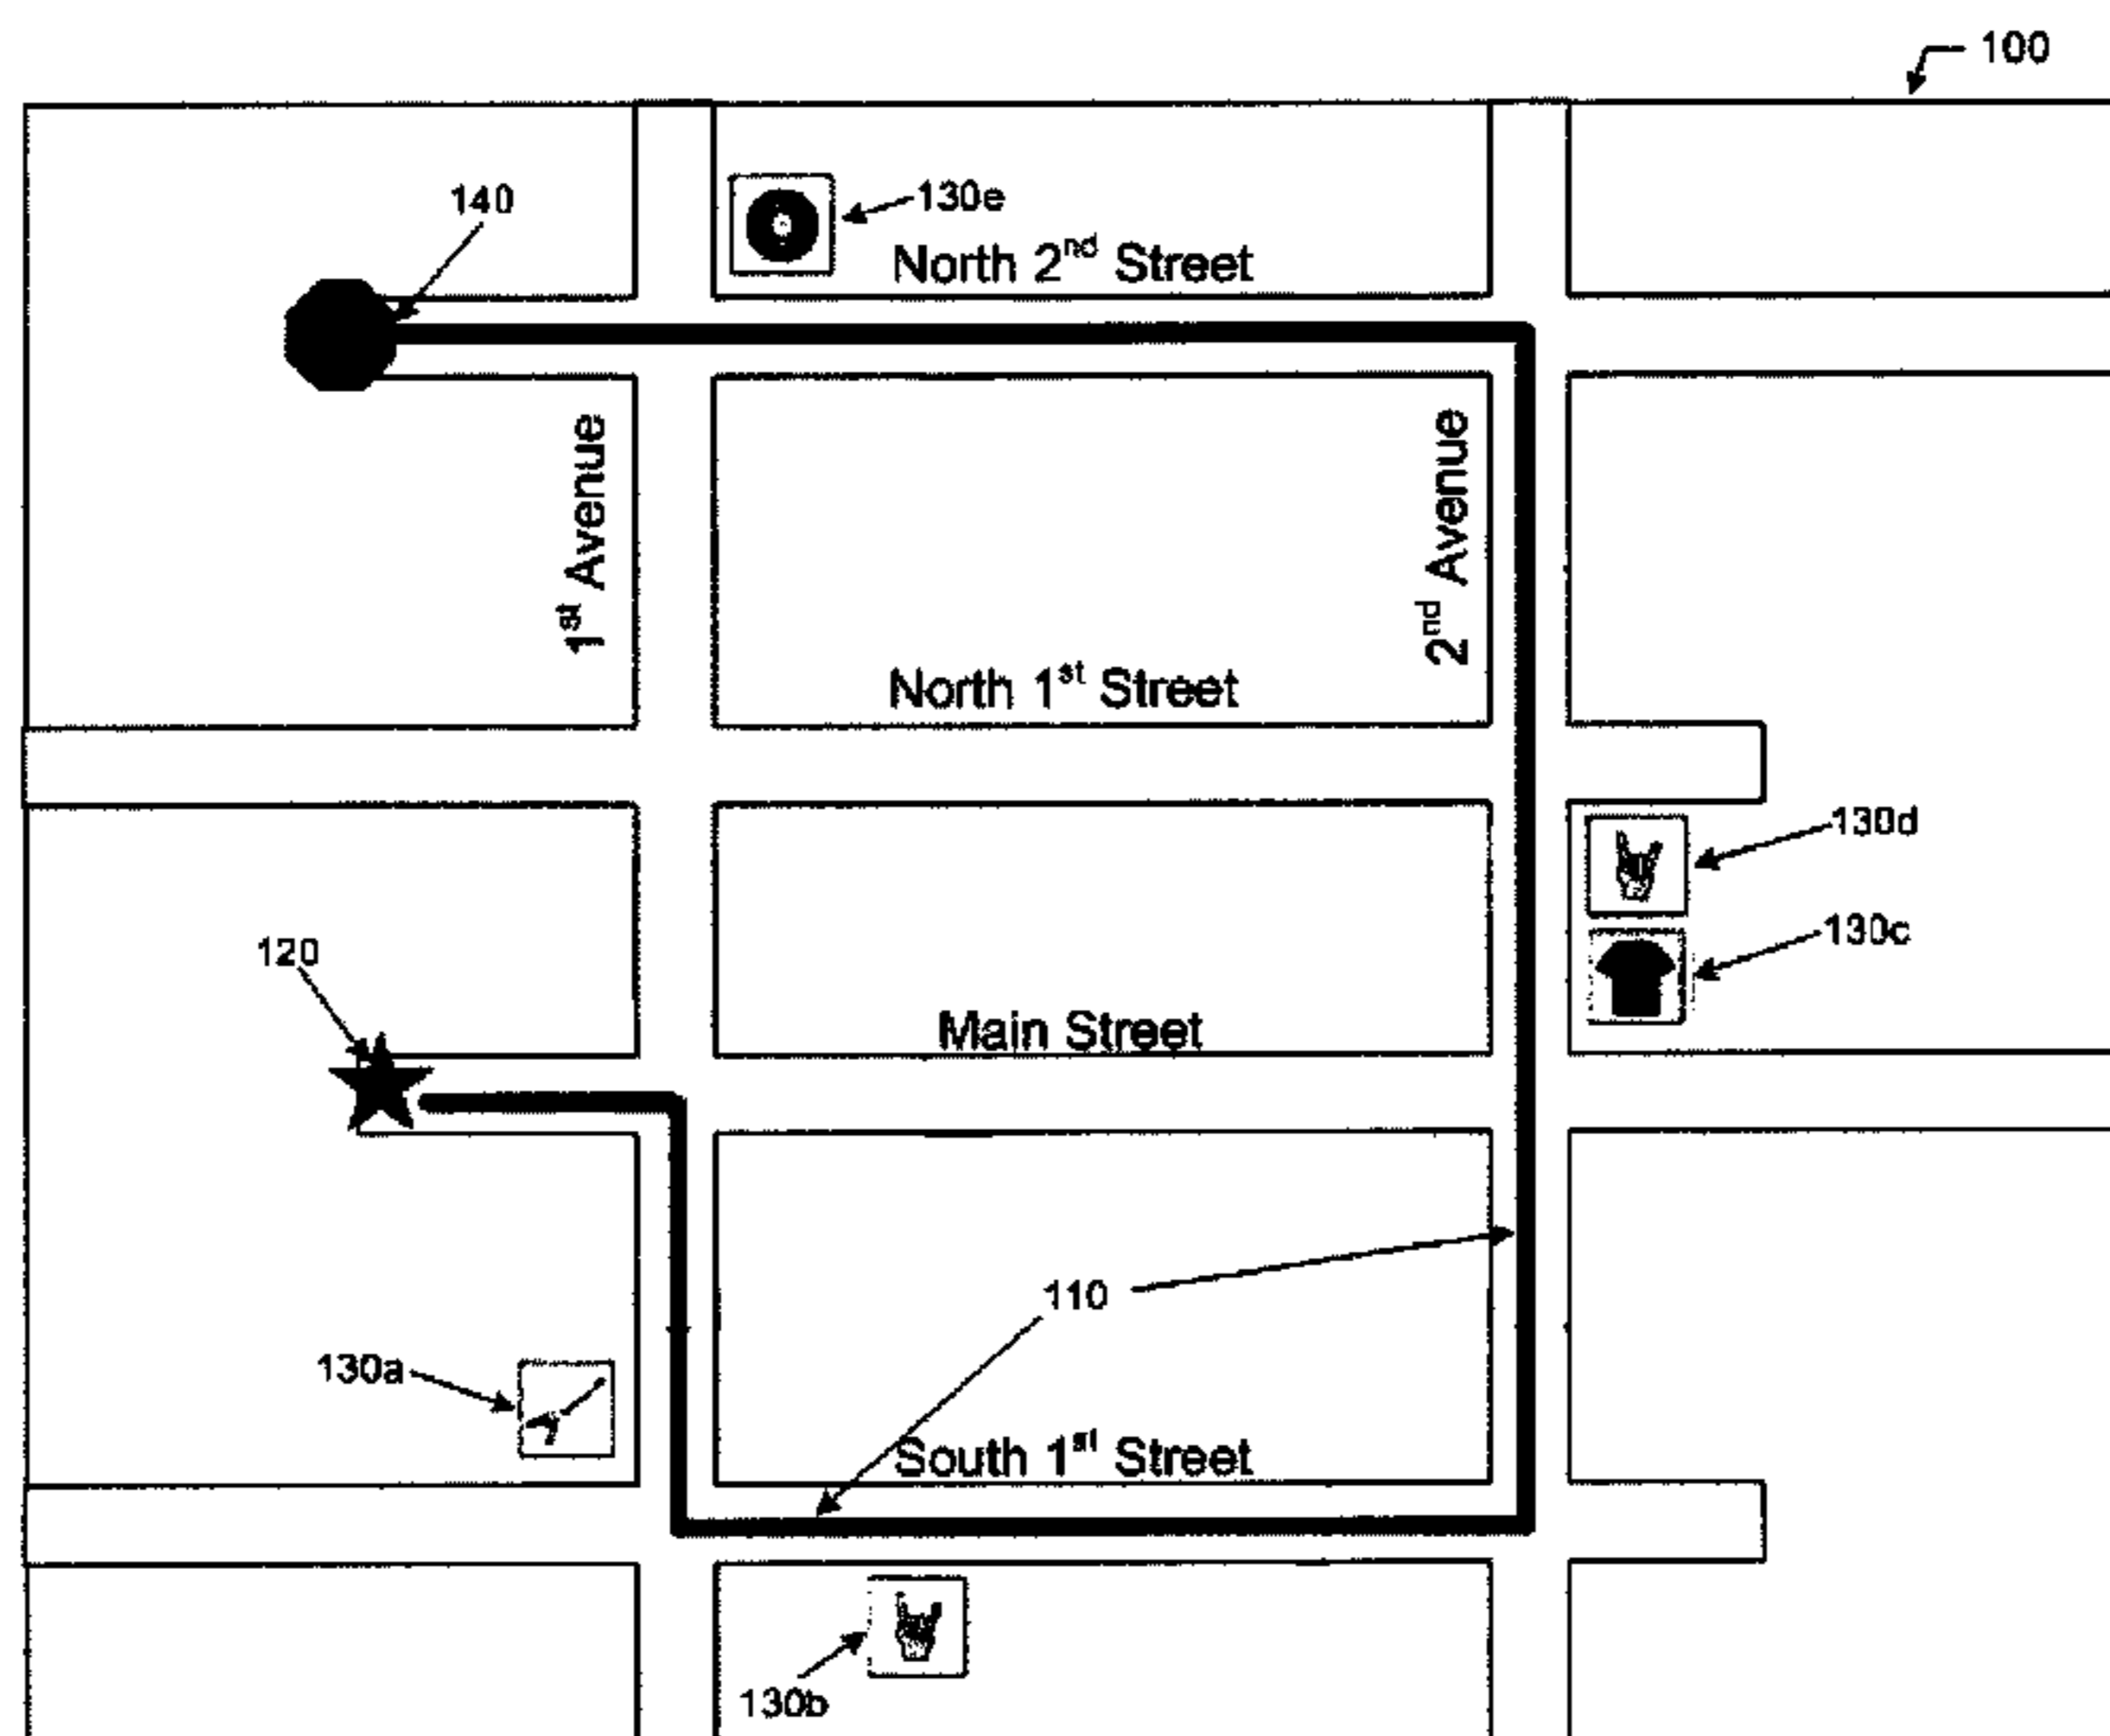 100
140
130e
North 2nd Street
1st Avenue
2nd Avenue
North 1st Street
130d
130c
120
Main Street
110
130a
South 1st Street
130b